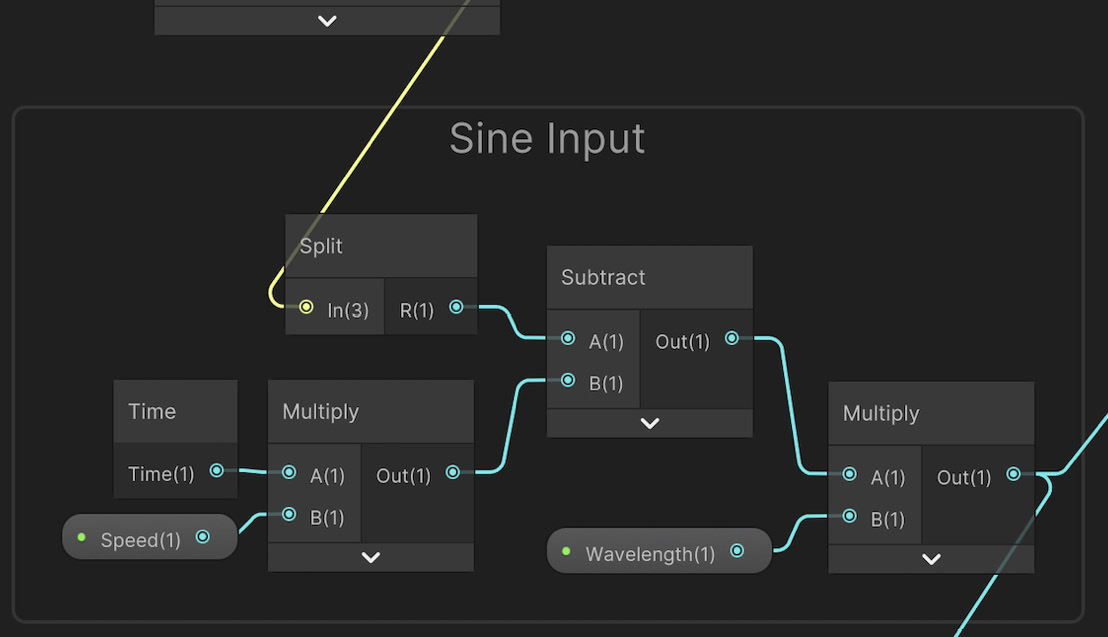 Sine Input
Split
In(3)
R(1)
Subtract
A(1)
Out(1)
B(1)
Time
Time(1)
Speed(1)
Multiply
A(1)
Out(1)
B(1)
Wavelength(1)
Multiply
A(1)
Out(1)
B(1)